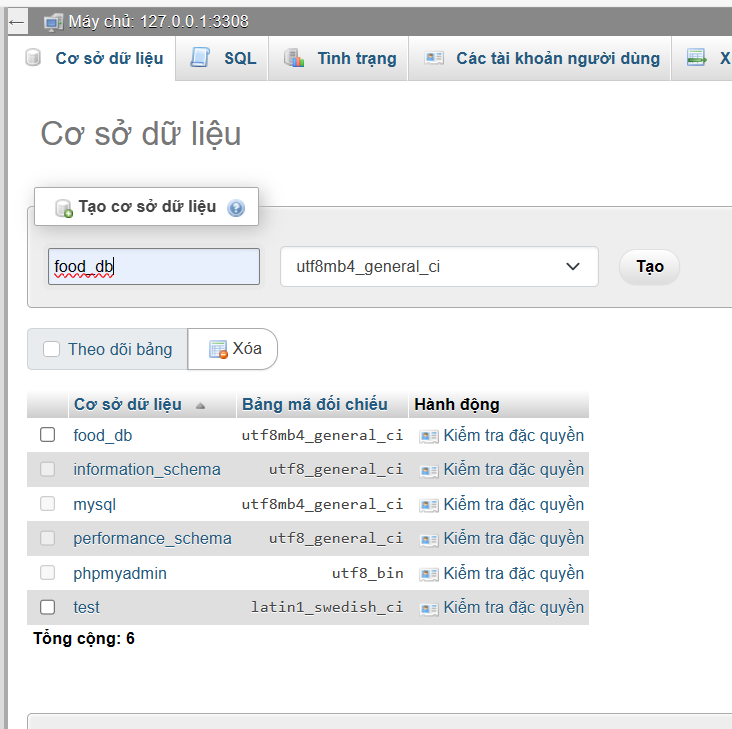 Máy chủ: 127.0.0.1:3308
Cơ sở dữ liệu SQL Tình trạng Các tài khoản người dùng X
Cơ sở dữ liệu
Tạo cơ sở dữ liệu
food_db utf8mb4_general_ci Tạo
Theo dõi bảng Xóa
Cơ sở dữ liệu Bảng mã đối chiếu Hành động
food_db utf8mb4_general_ci Kiểm tra đặc quyền
information_schema utf8_general_ci Kiểm tra đặc quyền
mysql utf8mb4_general_ci Kiểm tra đặc quyền
performance_schema utf8_general_ci Kiểm tra đặc quyền
phpmyadmin utf8_bin Kiểm tra đặc quyền
test latin1_swedish_ci Kiểm tra đặc quyền
Tổng cộng: 6